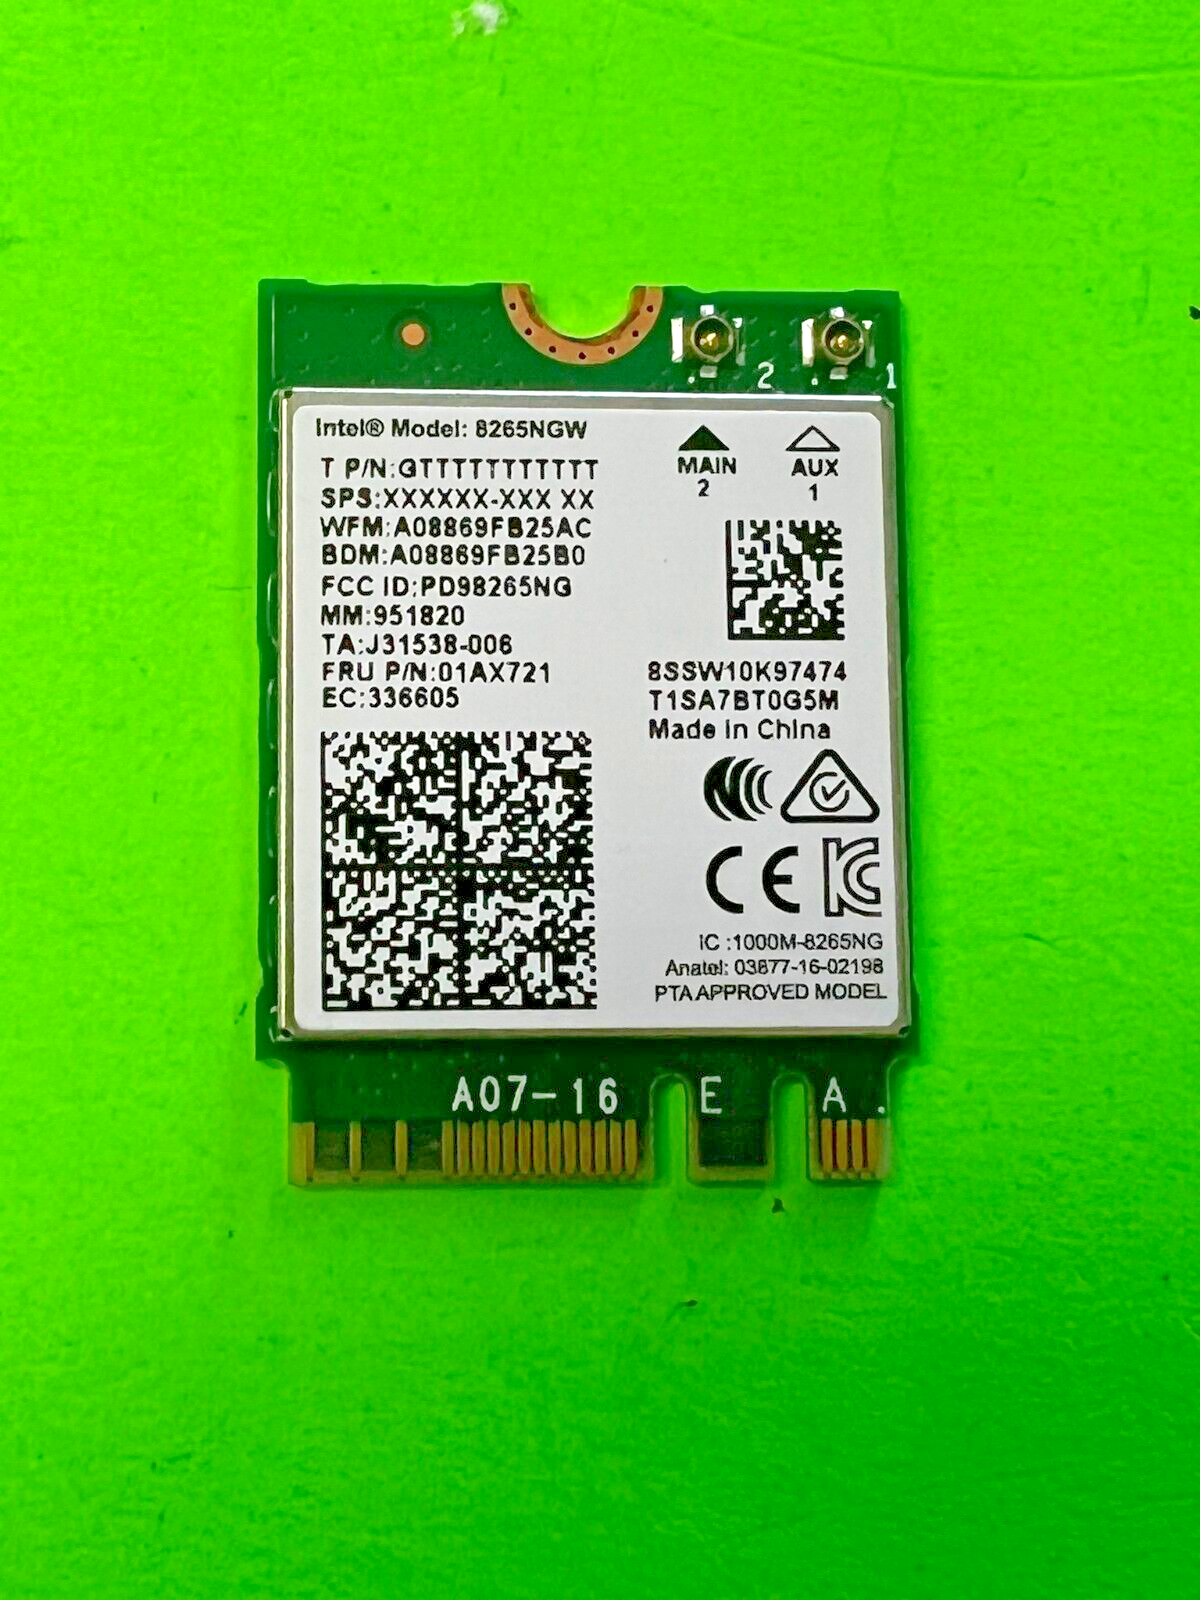 2 1
Intel® Model: 8265NGW
T P/N:GTTTTTTTTTTT
SPS:XXXXXX-XXX XX
WFM:A08869FB25AC
BDM:A08869FB25B0
FCC ID:PD98265NG
MM:951820
TA:J31538-006
FRU P/N:01AX721
EC:336605
MAIN
2
AUX
1
8SSW10K97474
T1SA7BT0G5M
Made in China
CE
IC :1000M-8265NG
Anatel: 03877-16-02198
PTA APPROVED MODEL
A07-16 E A